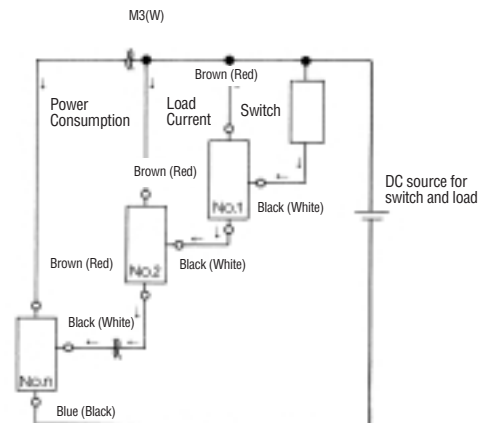 M3(W)
Brown (Red)
Power
Consumption
Load
Current
Switch
Brown (Red)
No.1
Black (White)
DC source for
switch and load
Brown (Red)
No.2
Black (White)
Black (White)
No.n
Blue (Black)